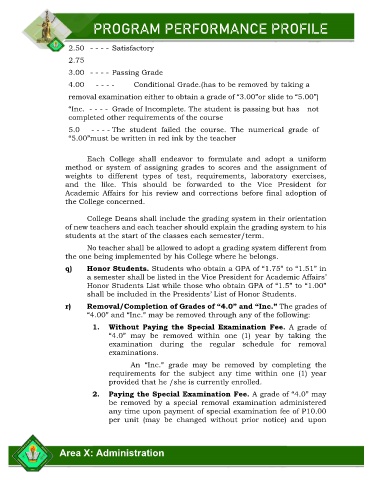 PROGRAM PERFORMANCE PROFILE
2.50 - - - - Satisfactory
2.75
3.00 - - - - Passing Grade
4.00 - - - - Conditional Grade.(has to be removed by taking a
removal examination either to obtain a grade of “3.00”or slide to “5.00”)
“Inc. - - - - Grade of Incomplete. The student is passing but has not
completed other requirements of the course
5.0 - - - - The student failed the course. The numerical grade of
“5.00”must be written in red ink by the teacher
Each College shall endeavor to formulate and adopt a uniform
method or system of assigning grades to scores and the assignment of
weights to different types of test, requirements, laboratory exercises,
and the like. This should be forwarded to the Vice President for
Academic Affairs for his review and corrections before final adoption of
the College concerned.
College Deans shall include the grading system in their orientation
of new teachers and each teacher should explain the grading system to his
students at the start of the classes each semester/term.
No teacher shall be allowed to adopt a grading system different from
the one being implemented by his College where he belongs.
q) Honor Students. Students who obtain a GPA of “1.75” to “1.51” in
a semester shall be listed in the Vice President for Academic Affairs’
Honor Students List while those who obtain GPA of “1.5” to “1.00”
shall be included in the Presidents’ List of Honor Students.
r) Removal/Completion of Grades of “4.0” and “Inc.” The grades of
“4.00” and “Inc.” may be removed through any of the following:
1. Without Paying the Special Examination Fee. A grade of
“4.0” may be removed within one (1) year by taking the
examination during the regular schedule for removal
examinations.
An “Inc.” grade may be removed by completing the
requirements for the subject any time within one (1) year
provided that he /she is currently enrolled.
2. Paying the Special Examination Fee. A grade of “4.0” may
be removed by a special removal examination administered
any time upon payment of special examination fee of P10.00
per unit (may be changed without prior notice) and upon
Area X: Administration